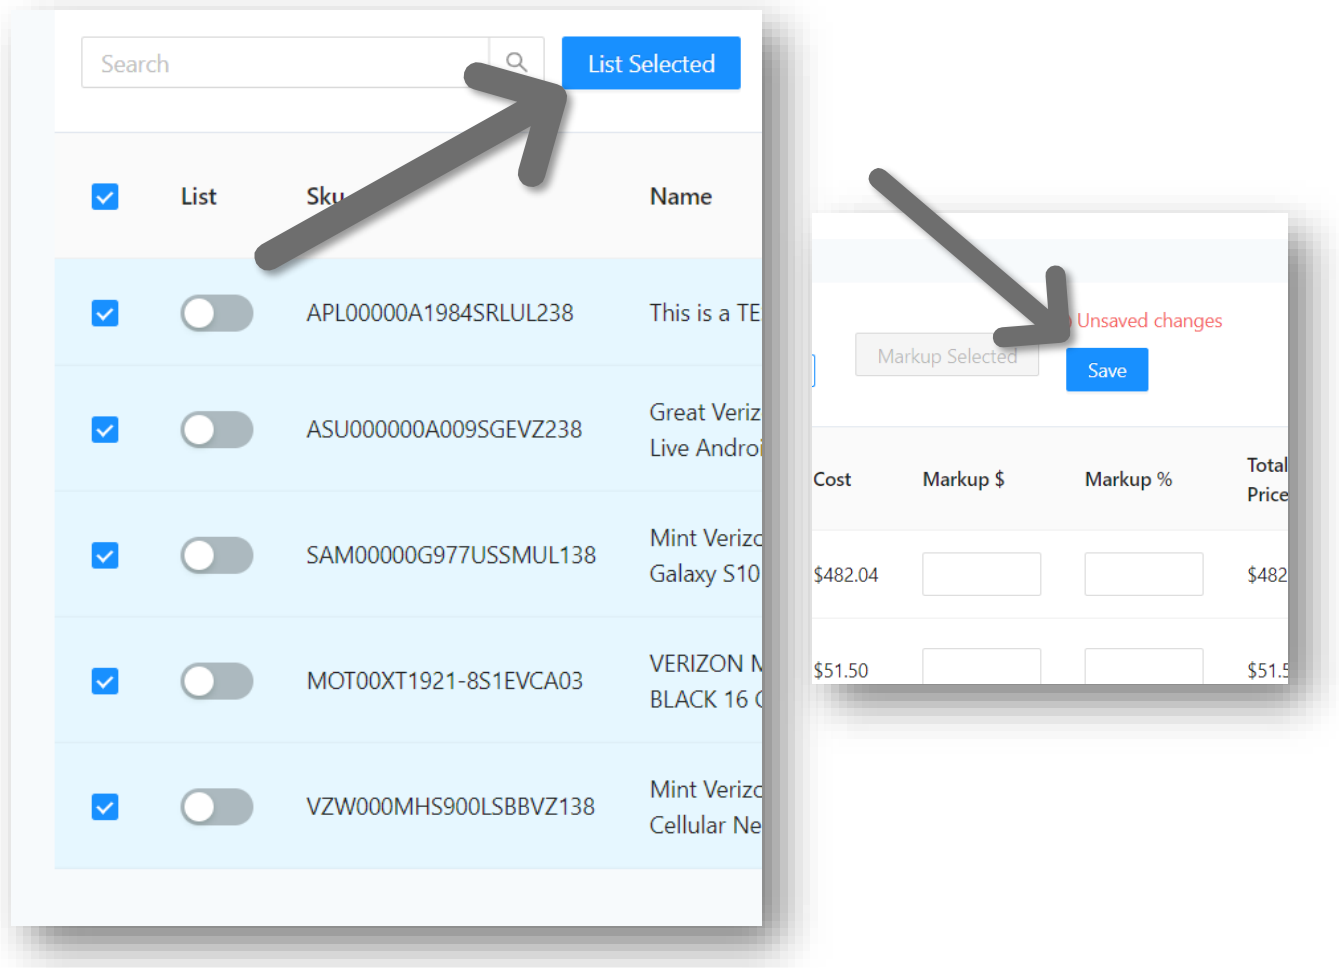 Search
List Selected
List
Sku
Name
APL00000A1984SRLUL238
This is a TE
ASU000000A009SGEVZ238
Great Veriz
Live Androi
SAM00000G977USSMUL138
Mint Verizo
Galaxy S10
MOT00XT1921-8S1EVCA03
VERIZON M
BLACK 16
VZW000MHS900LSBBVZ138
Mint Verizo
Cellular Ne
Unsaved changes
Markup Selected
Save
Cost
Markup $
Markup %
Total
Price
$482.04
$482
$51.50
$51.5